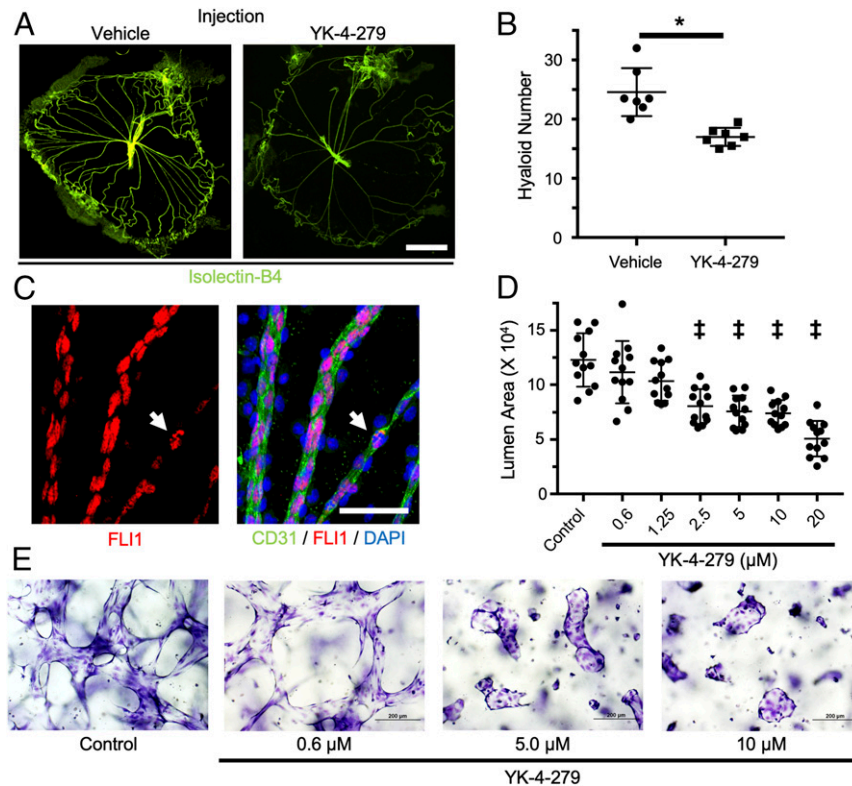 A
Injection
Vehicle
YK-4-279
Isolectin-B4
B
*
Hyaloid Number
30
20
10
0
Vehicle
YK-4-279
C
FLI1
CD31 / FLI1 / DAPI
D
‡ ‡ ‡ ‡
Lumen Area (X 10⁴)
15
10
5
0
Control 0.6 1.25 2.5 5 10 20
YK-4-279 (µM)
E
200 µm
200 µm
200 µm
Control
0.6 µM
5.0 µM
10 µM
YK-4-279